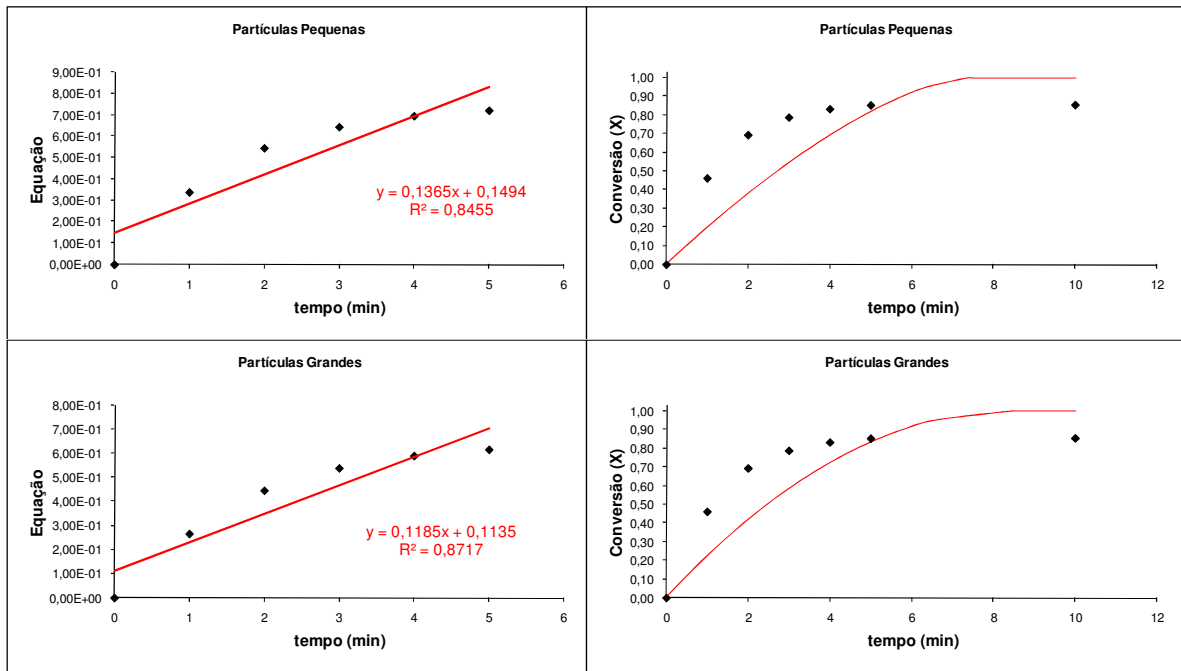 Partículas Pequenas
Equação
9,00E-01
8,00E-01
7,00E-01
6,00E-01
5,00E-01
4,00E-01
3,00E-01
2,00E-01
1,00E-01
0,00E+00
y = 0,1365x + 0,1494
R² = 0,8455
0 1 2 3 4 5 6
tempo (min)
Partículas Pequenas
Conversão (X)
1,00
0,90
0,80
0,70
0,60
0,50
0,40
0,30
0,20
0,10
0,00
0 2 4 6 8 10 12
tempo (min)
Partículas Grandes
Equação
8,00E-01
7,00E-01
6,00E-01
5,00E-01
4,00E-01
3,00E-01
2,00E-01
1,00E-01
0,00E+00
y = 0,1185x + 0,1135
R² = 0,8717
0 1 2 3 4 5 6
tempo (min)
Partículas Grandes
Conversão (X)
1,00
0,90
0,80
0,70
0,60
0,50
0,40
0,30
0,20
0,10
0,00
0 2 4 6 8 10 12
tempo (min)